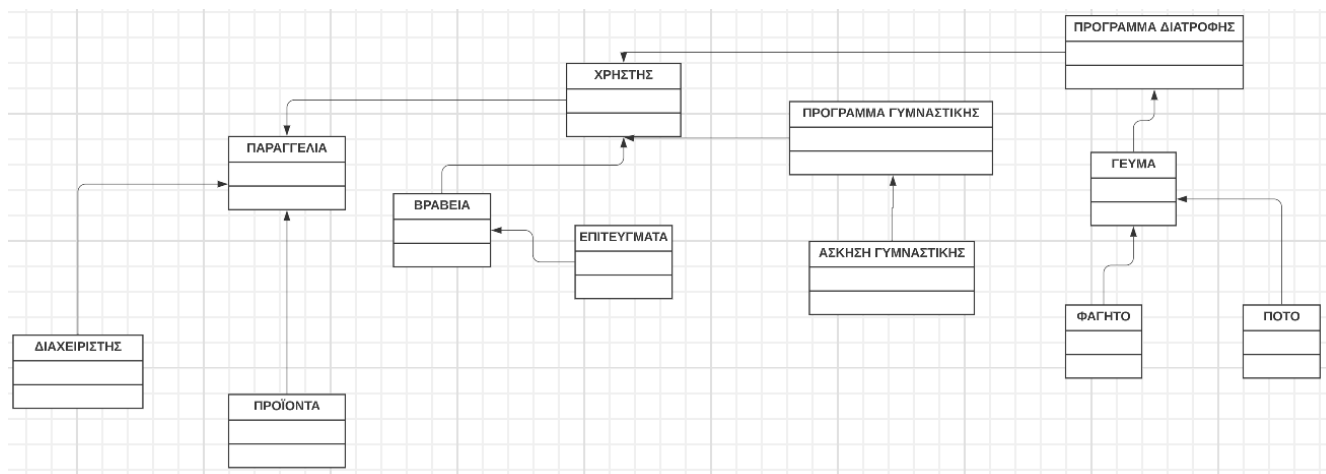 ΠΡΟΓΡΑΜΜΑ ΔΙΑΤΡΟΦΗΣ
ΧΡΗΣΤΗΣ
ΠΡΟΓΡΑΜΜΑ ΓΥΜΝΑΣΤΙΚΗΣ
ΠΑΡΑΓΓΕΛΙΑ
ΓΕΥΜΑ
ΒΡΑΒΕΙΑ
ΕΠΙΤΕΥΓΜΑΤΑ
ΑΣΚΗΣΗ ΓΥΜΝΑΣΤΙΚΗΣ
ΦΑΓΗΤΟ
ΠΟΤΟ
ΔΙΑΧΕΙΡΙΣΤΗΣ
ΠΡΟΪΟΝΤΑ